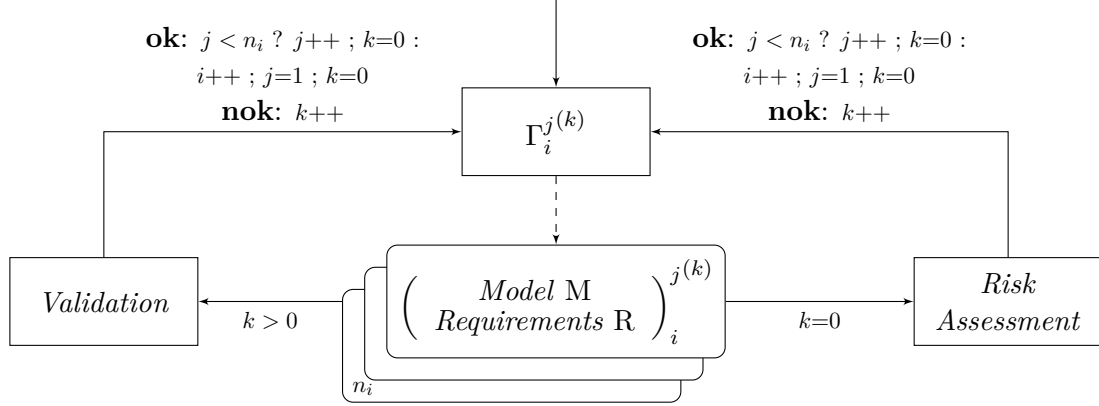 ok: j < n_i ? j++ ; k=0 :
i++ ; j=1 ; k=0
nok: k++
ok: j < n_i ? j++ ; k=0 :
i++ ; j=1 ; k=0
nok: k++
Γ_i^{j^{(k)}}
Validation
k > 0
( Model M
Requirements R )_i^{j^{(k)}}
n_i
k=0
Risk
Assessment